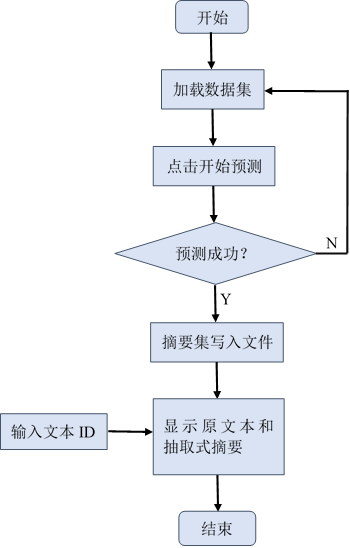 开始
加载数据集
点击开始预测
预测成功？
N
Y
摘要集写入文件
输入文本 ID
显示原文本和
抽取式摘要
结束